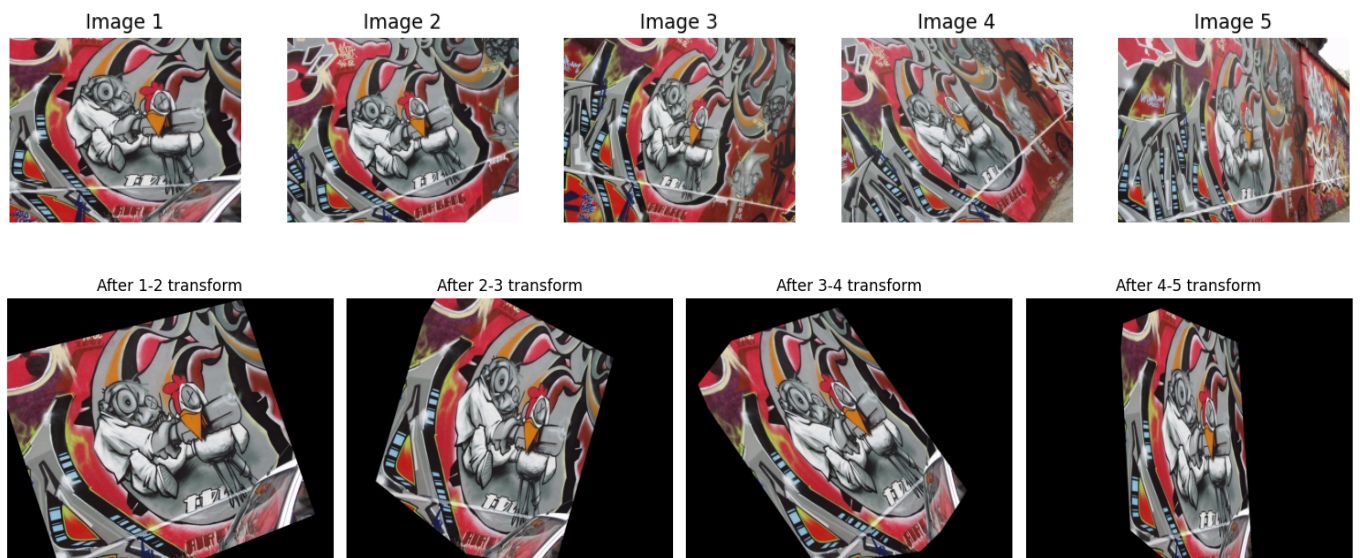 Image 1
Image 2
Image 3
Image 4
Image 5
After 1-2 transform
After 2-3 transform
After 3-4 transform
After 4-5 transform